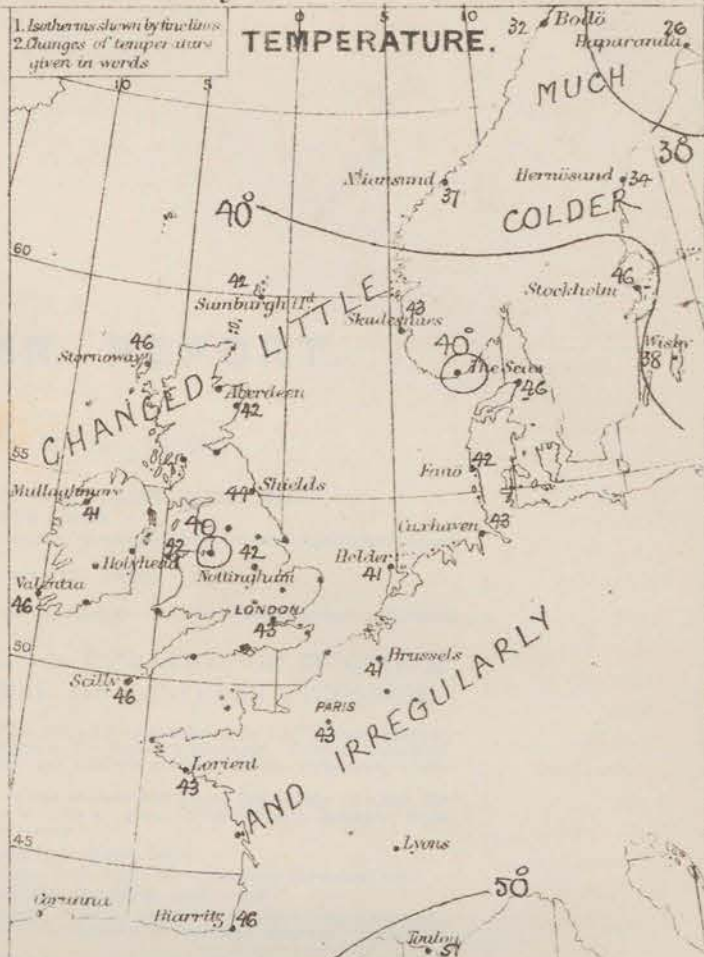 1. Isotherms shown by fine lines
2. Changes of temperature
given in words
TEMPERATURE.
32 Bodö
26
Haparanda
10 5 0 5 10
MUCH
38°
Xtiansund
37
Hernösand 34
COLDER
40°
60
42
Sumburgh Hd.
LITTLE
43
Skudesnaes
46
Stockholm
40°
The Scaw
46
Wisby
38
46
Stornoway
CHANGED
Aberdeen
42
55
Mullaghmore
41
44 Shields
Fanö 42
Cuxhaven
43
40
42
Holyhead
42
Nottingham
Helder
41
Valentia
46
LONDON
43
50
Brussels
41
Scilly
46
PARIS
43
IRREGULARLY
Lorient
43
AND
45
Lyons
Corunna
50°
Biarritz 46
Toulon
51